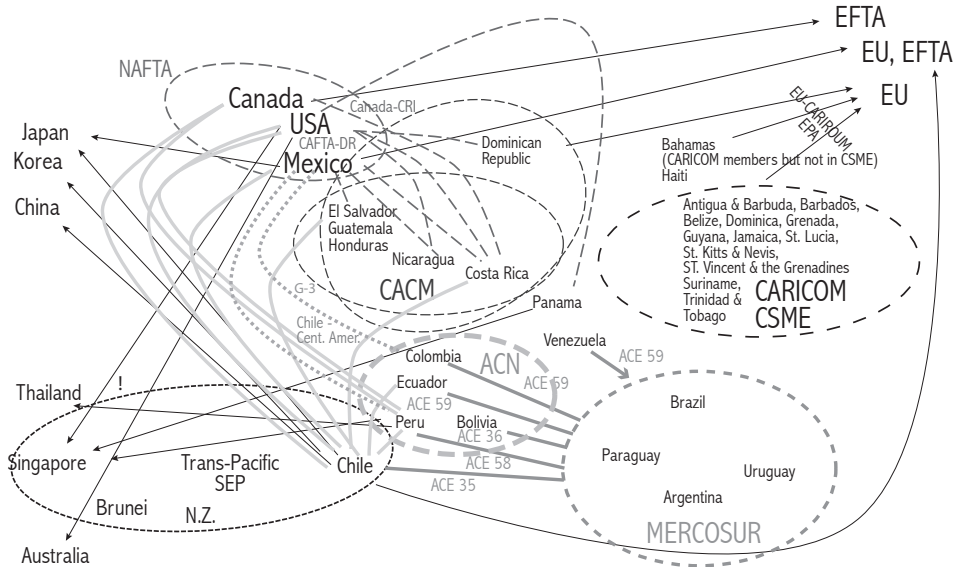 EFTA
EU, EFTA
EU
NAFTA
Canada
USA
Mexico
Canada-CRI
CAFTA-DR
Dominican
Republic
EU-CARIROUM
EPA
Bahamas
(CARICOM members but not in CSME)
Haiti
Japan
Korea
China
El Salvador
Guatemala
Honduras
Nicaragua
Costa Rica
CACM
Panama
Antigua & Barbuda, Barbados,
Belize, Dominica, Grenada,
Guyana, Jamaica, St. Lucia,
St. Kitts & Nevis,
ST. Vincent & the Grenadines
Suriname,
Trinidad &
Tobago
CARICOM
CSME
G-3
Chile -
Cent. Amer.
Venezuela
Colombia
ACN
ACE 59
Ecuador
ACE 59
ACE 59
Peru
Bolivia
ACE 36
ACE 58
ACE 35
Thailand
!
Singapore
Trans-Pacific
SEP
Chile
Brunei
N.Z.
Australia
Brazil
Paraguay
Uruguay
Argentina
MERCOSUR